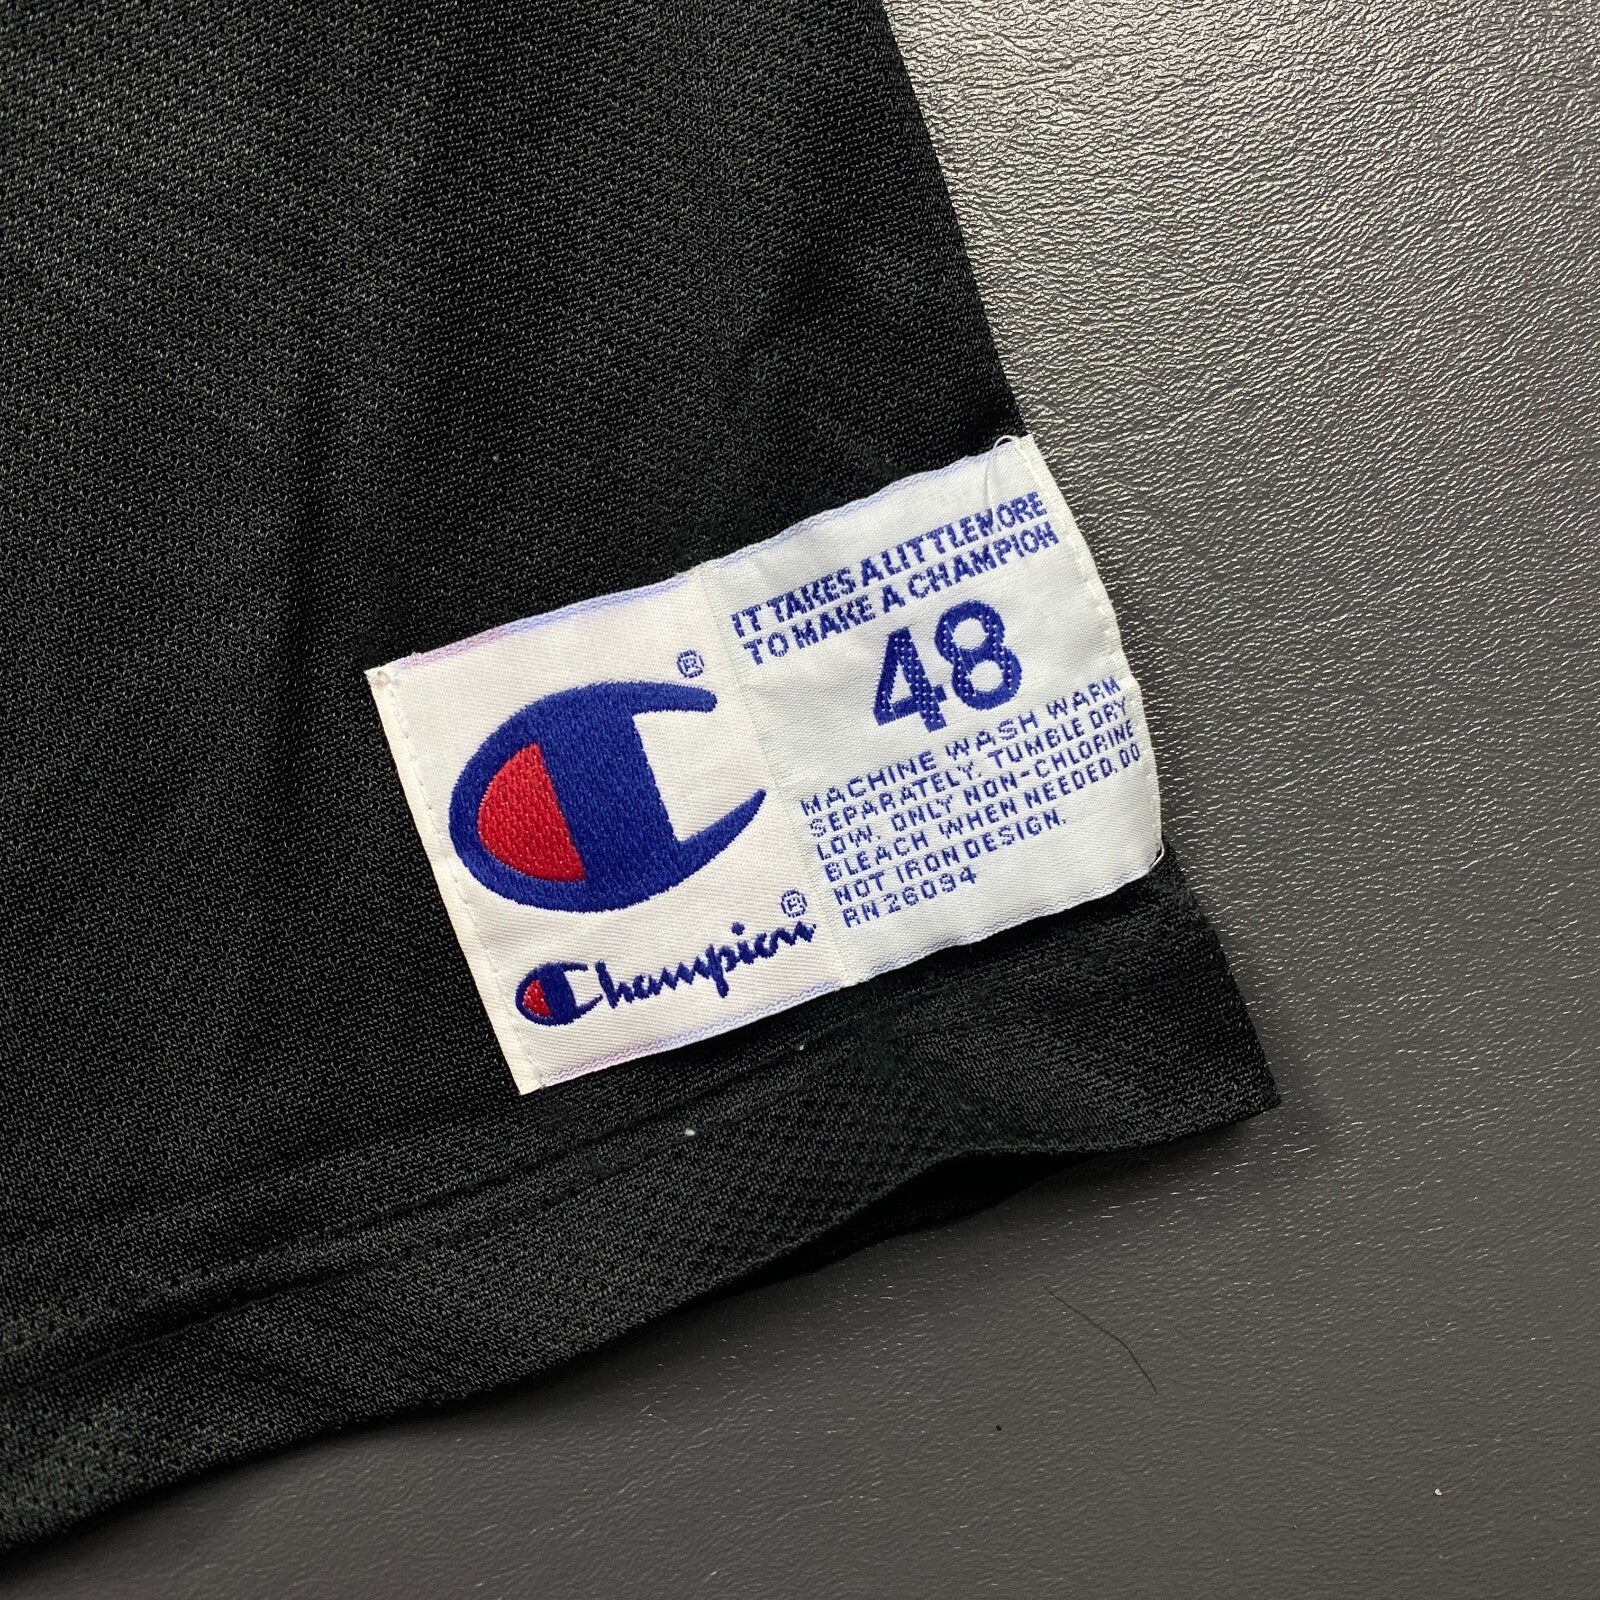 ®
Champion®
IT TAKES A LITTLE MORE
TO MAKE A CHAMPION
48
MACHINE WASH WARM
SEPARATELY, TUMBLE DRY
LOW, ONLY NON-CHLORINE
BLEACH WHEN NEEDED, DO
NOT IRON DESIGN.
RN 26094